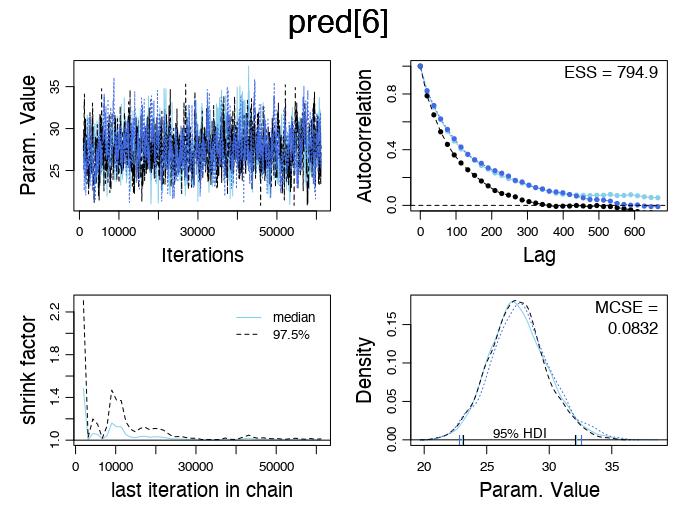 pred[6]
Param. Value
25 30 35
0 10000 30000 50000
Iterations
Autocorrelation
0.0 0.4 0.8
ESS = 794.9
0 100 200 300 400 500 600
Lag
shrink factor
1.0 1.4 1.8 2.2
median
97.5%
0 10000 30000 50000
last iteration in chain
Density
0.00 0.05 0.10 0.15
MCSE =
0.0832
95% HDI
20 25 30 35
Param. Value